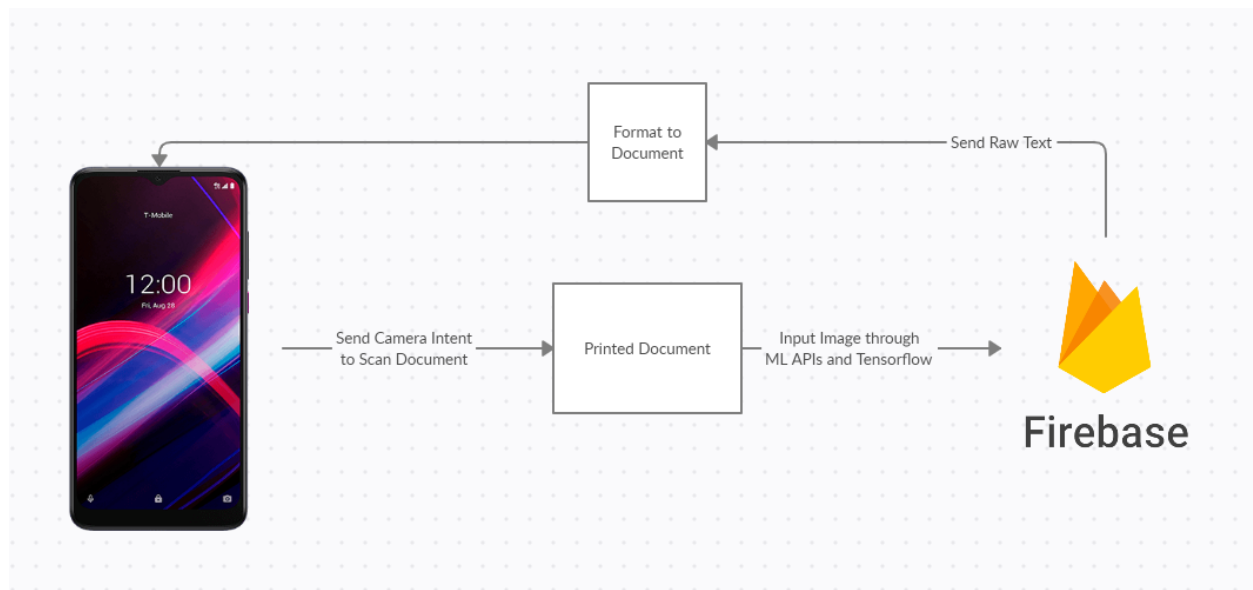 Format to
Document
Send Raw Text
T-Mobile
12:00
Fri, Aug 28
Send Camera Intent
to Scan Document
Printed Document
Input Image through
ML APIs and Tensorflow
Firebase